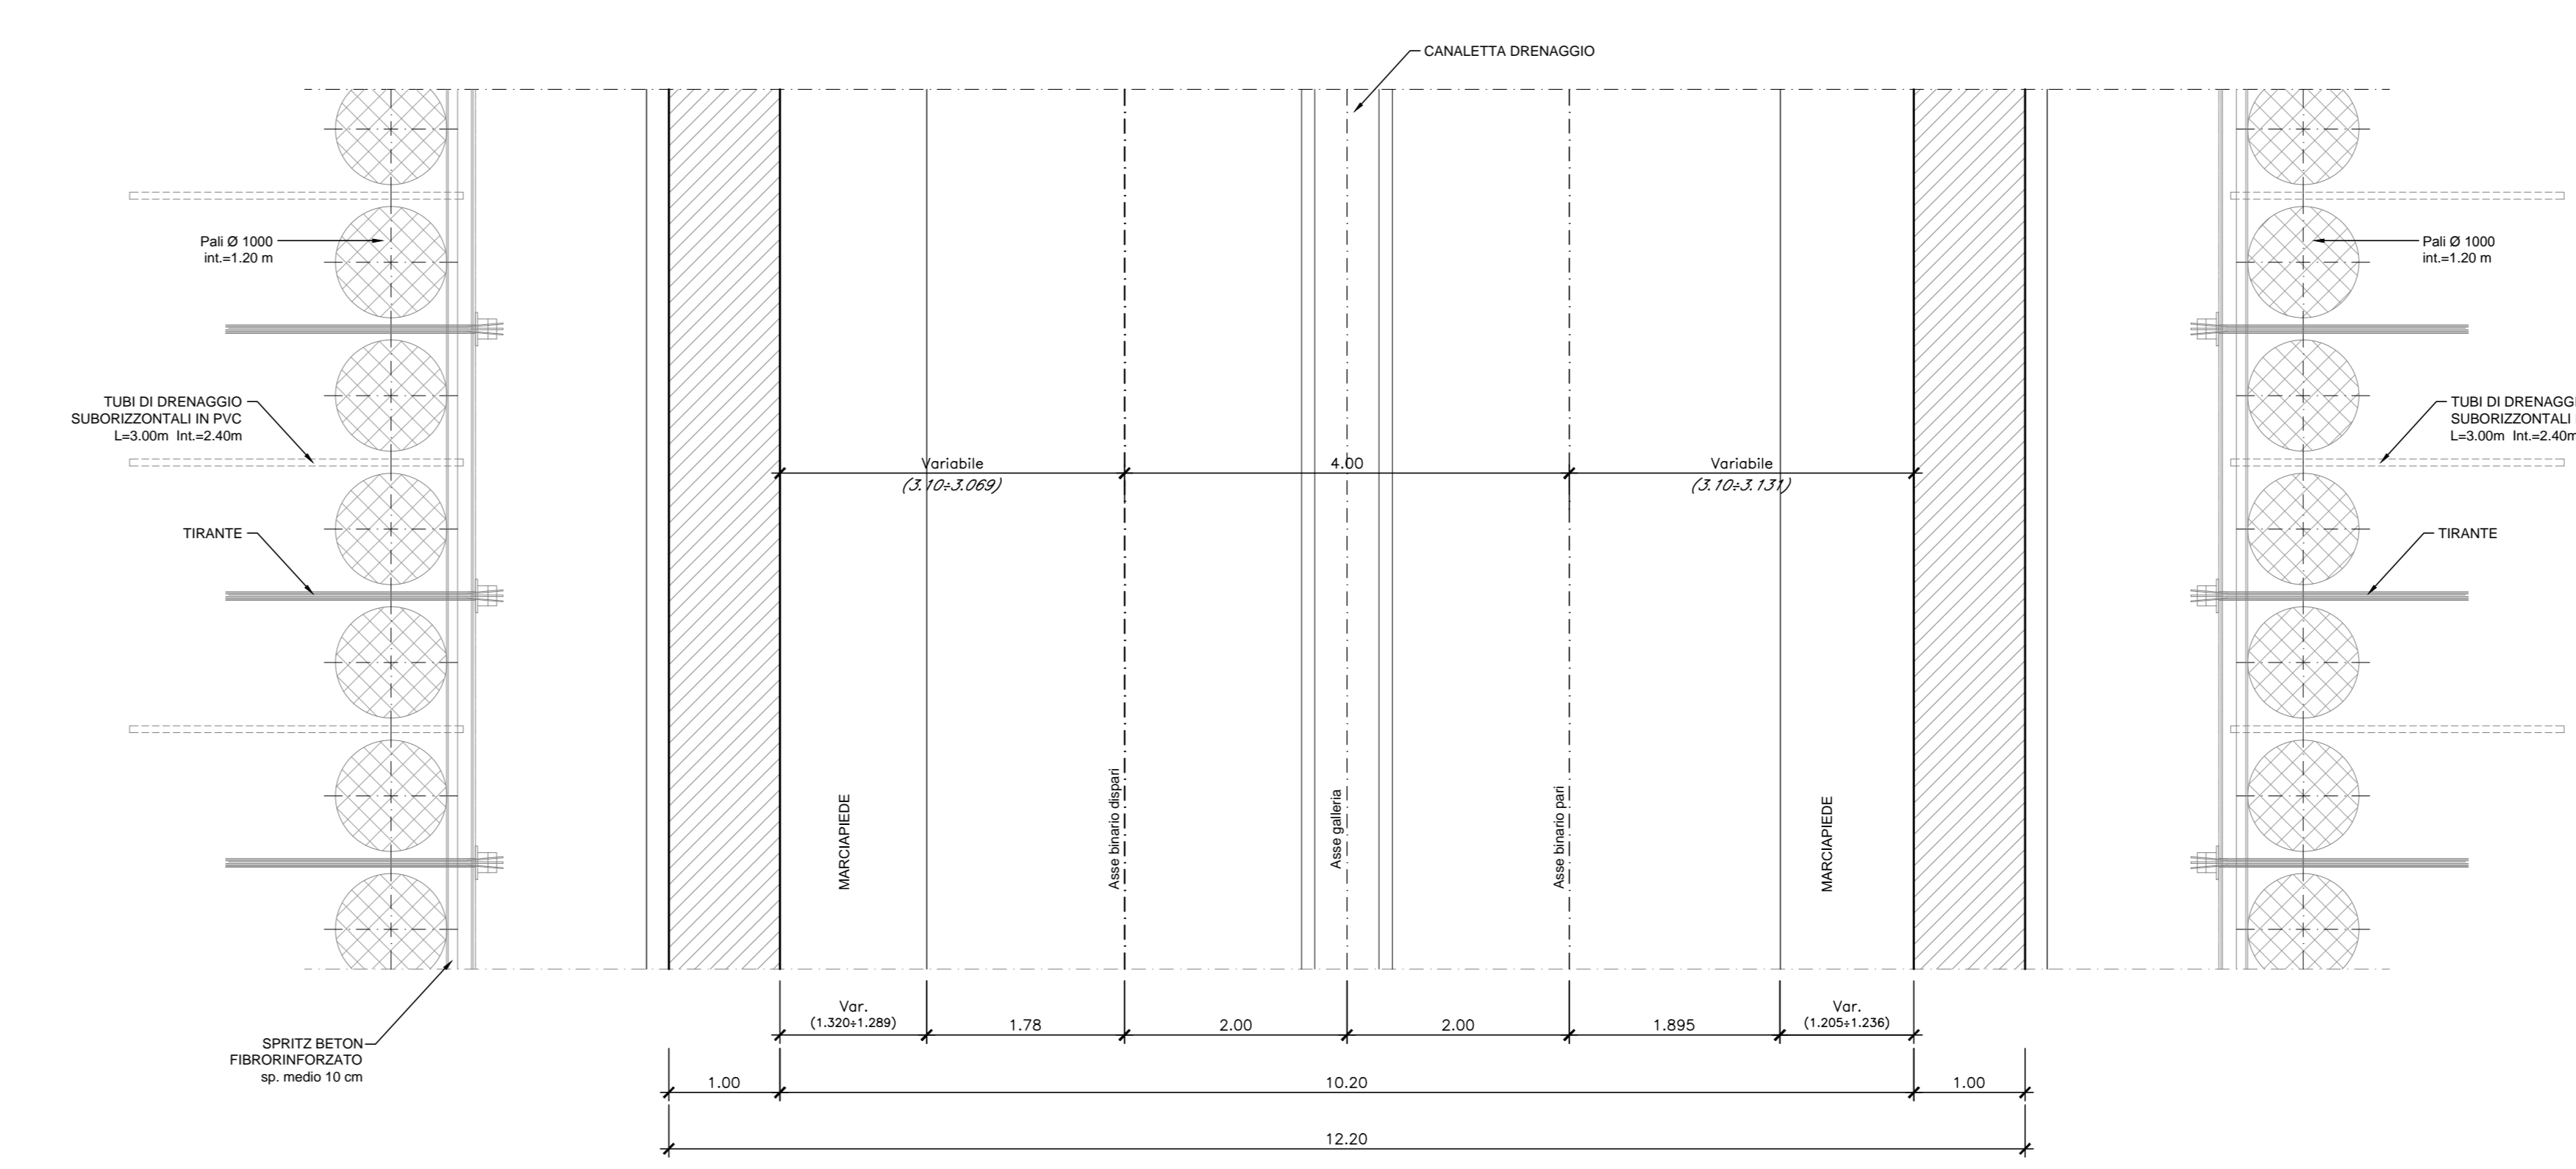 CANALETTA DRENAGGIO
Pali Ø 1000
int.=1.20 m
Pali Ø 1000
int.=1.20 m
TUBI DI DRENAGGIO
SUBORIZZONTALI IN PVC
L=3.00m Int.=2.40m
TUBI DI DRENAGGI
SUBORIZZONTALI
L=3.00m Int.=2.40m
Variabile
(3.10÷3.069)
4.00
Variabile
(3.10÷3.131)
TIRANTE
TIRANTE
MARCIAPIEDE
Asse binario dispari
Asse galleria
Asse binario pari
MARCIAPIEDE
SPRITZ BETON
FIBRORINFORZATO
sp. medio 10 cm
Var.
(1.320÷1.289)
1.78
2.00
2.00
1.895
Var.
(1.205÷1.236)
1.00
10.20
1.00
12.20